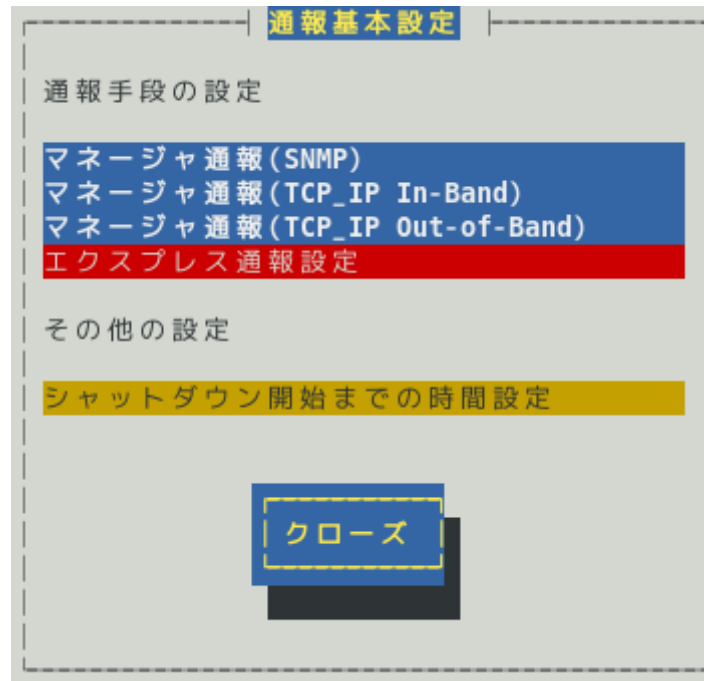 通報基本設定
通報手段の設定
マネージャ通報(SNMP)
マネージャ通報(TCP_IP In-Band)
マネージャ通報(TCP_IP Out-of-Band)
エクスプレス通報設定
その他の設定
シャットダウン開始までの時間設定
クローズ